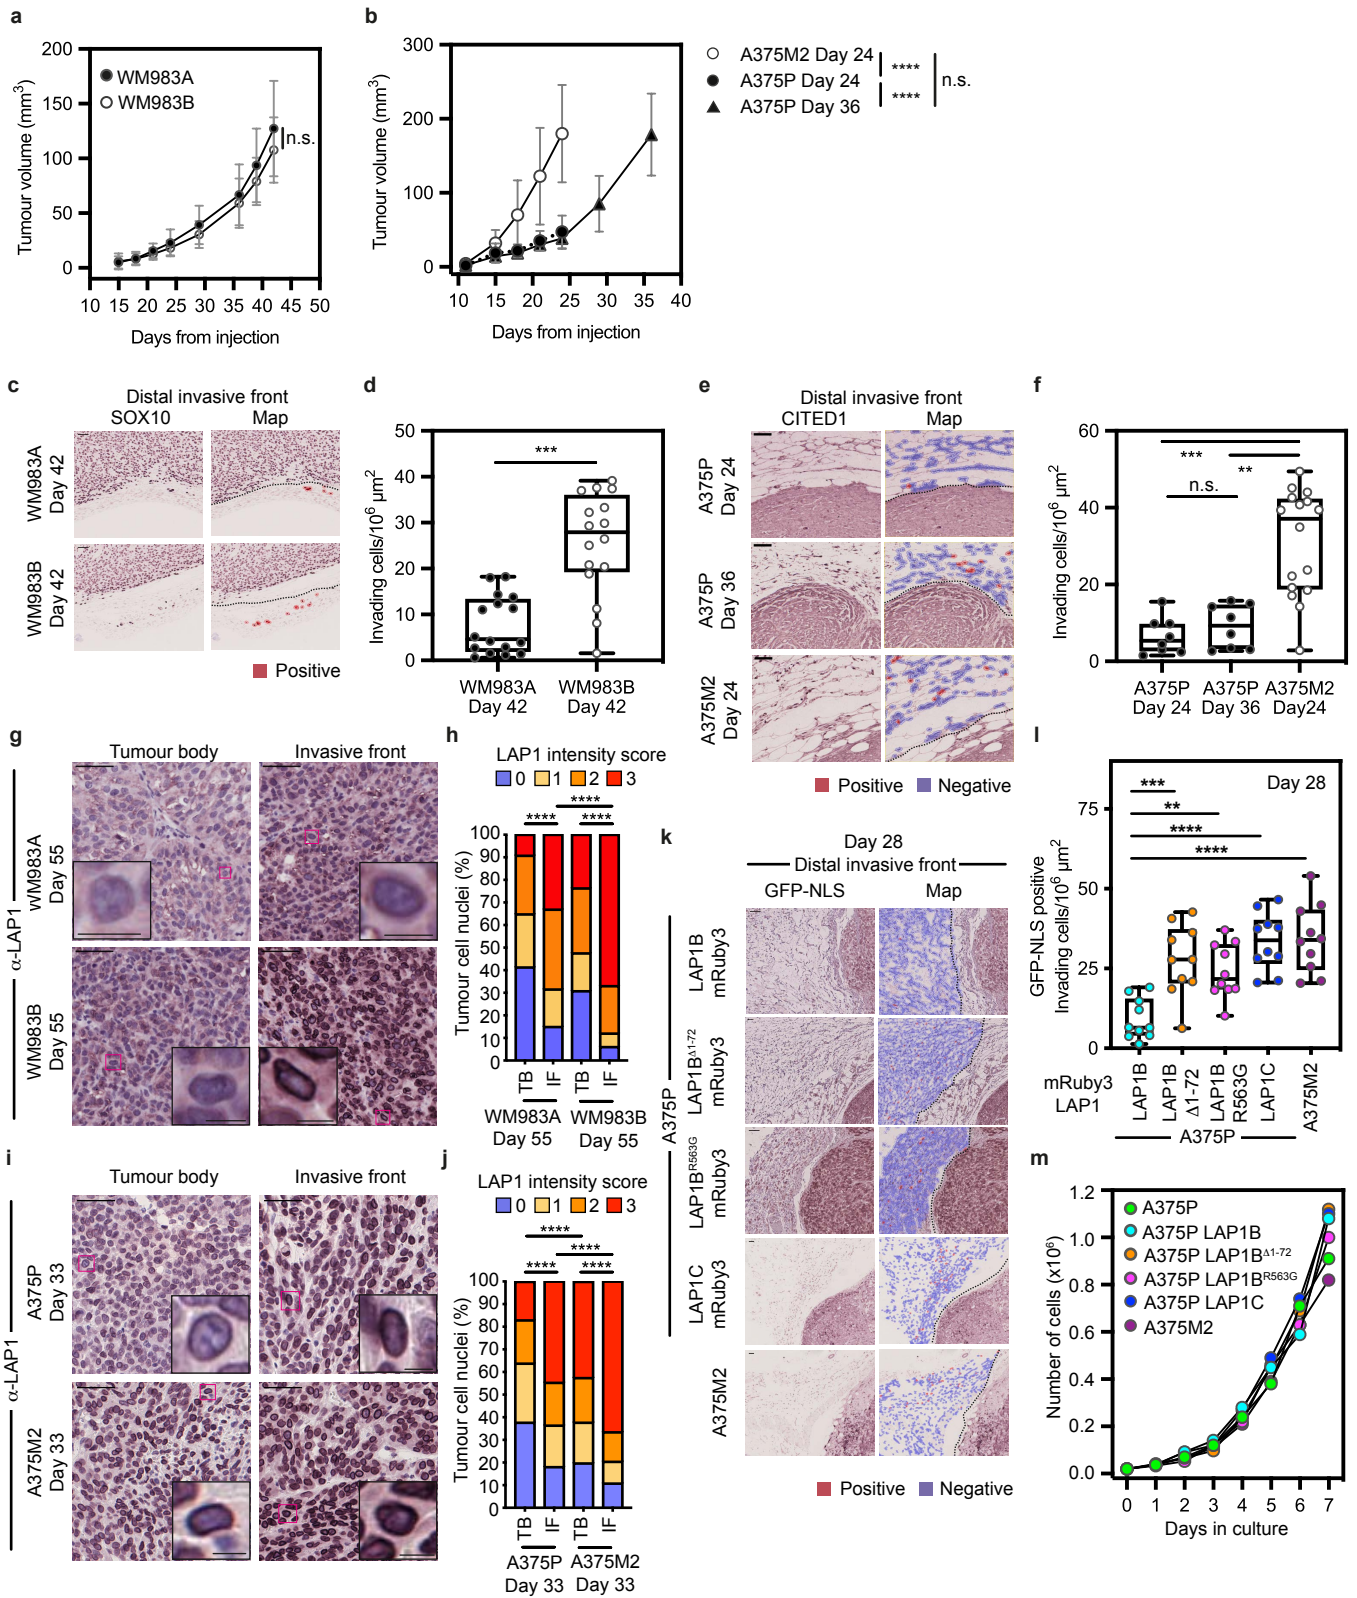 a
200
150
100
50
0
Tumour volume (mm³)
WM983A
WM983B
n.s.
10 15 20 25 30 35 40 45 50
Days from injection
b
300
200
100
0
Tumour volume (mm³)
10 15 20 25 30 35 40
Days from injection
A375M2 Day 24
A375P Day 24
A375P Day 36
****
****
n.s.
c
Distal invasive front
SOX10 Map
WM983A
Day 42
WM983B
Day 42
Positive
d
50
40
30
20
10
0
Invading cells/10⁶ µm²
***
WM983A
Day 42
WM983B
Day 42
e
Distal invasive front
CITED1 Map
A375P
Day 24
A375P
Day 36
A375M2
Day 24
Positive Negative
f
60
40
20
0
Invading cells/10⁶ µm²
***
**
n.s.
A375P
Day 24
A375P
Day 36
A375M2
Day24
g
Tumour body Invasive front
α-LAP1
WM983A
Day 55
WM983B
Day 55
h
LAP1 intensity score
0 1 2 3
****
**** ****
100
90
80
70
60
50
40
30
20
10
0
Tumour cell nuclei (%)
TB IF TB IF
WM983A
Day 55
WM983B
Day 55
i
Tumour body Invasive front
α-LAP1
A375P
Day 33
A375M2
Day 33
j
LAP1 intensity score
0 1 2 3
****
****
**** ****
100
90
80
70
60
50
40
30
20
10
0
Tumour cell nuclei (%)
TB IF TB IF
A375P
Day 33
A375M2
Day 33
k
Day 28
Distal invasive front
GFP-NLS Map
A375P
LAP1B
mRuby3
LAP1BΔ1-72
mRuby3
LAP1BR563G
mRuby3
LAP1C
mRuby3
A375M2
Positive Negative
l
Day 28
***
**
****
****
75
50
25
0
GFP-NLS positive
Invading cells/10⁶ µm²
mRuby3
LAP1
LAP1B
LAP1B
Δ1-72
LAP1B
R563G
LAP1C
A375M2
A375P
m
1.2
1.0
0.8
0.6
0.4
0.2
0.0
Number of cells (x10⁶)
A375P
A375P LAP1B
A375P LAP1BΔ1-72
A375P LAP1BR563G
A375P LAP1C
A375M2
0 1 2 3 4 5 6 7
Days in culture